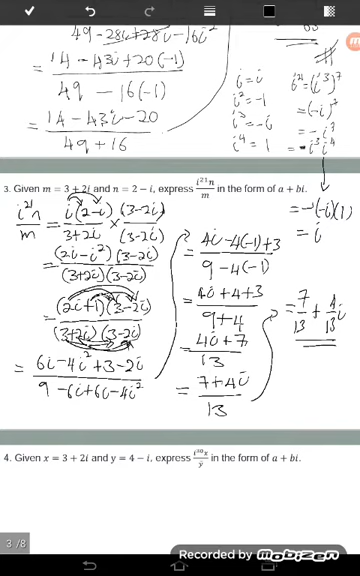 49 - 28i + 28i - 16i²
= 14 - 43i + 20(-1) / 49 - 16(-1)
= 14 - 43i - 20 / 49 + 16
i = i
i² = -1
i³ = -i
i⁴ = 1
i²¹ = (i³)⁷
= (-i)⁷
= -i⁷
= -i³i⁴
= -(-i)(1)
= i
3. Given m = 3 + 2i and n = 2 − i, express i²¹n/m in the form of a + bi.
i²¹n / m = i(2-i) / 3+2i × (3-2i) / (3-2i)
= (2i - i²)(3-2i) / (3+2i)(3-2i)
= (2i+1)(3-2i) / (3+2i)(3-2i)
= 6i - 4i² + 3 - 2i / 9 - 6i + 6i - 4i²
= 4i - 4(-1) + 3 / 9 - 4(-1)
= 4i + 4 + 3 / 9 + 4
= 4i + 7 / 13
= 7 + 4i / 13
= 7/13 + 4/13 i
4. Given x = 3 + 2i and y = 4 − i, express i³⁰x/ȳ in the form of a + bi.
3 / 8
Recorded by mobizen